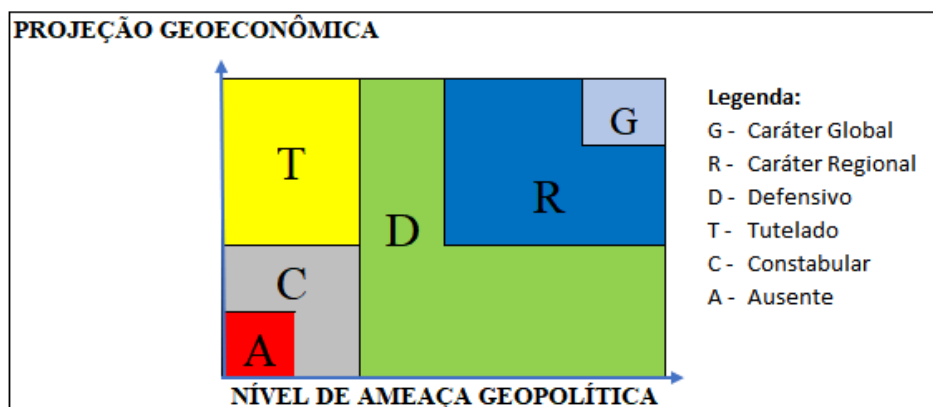 PROJEÇÃO GEOECONÔMICA
T
D
R
G
C
A
NÍVEL DE AMEAÇA GEOPOLÍTICA
Legenda:
G - Caráter Global
R - Caráter Regional
D - Defensivo
T - Tutelado
C - Constabular
A - Ausente